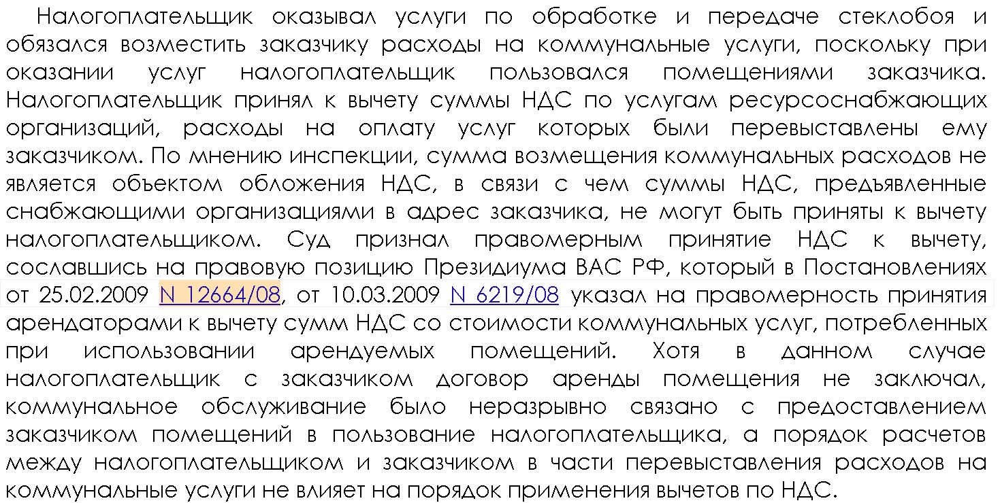 Налогоплательщик оказывал услуги по обработке и передаче стеклобоя и
обязался возместить заказчику расходы на коммунальные услуги, поскольку при
оказании услуг налогоплательщик пользовался помещениями заказчика.
Налогоплательщик принял к вычету суммы НДС по услугам ресурсоснабжающих
организаций, расходы на оплату услуг которых были перевыставлены ему
заказчиком. По мнению инспекции, сумма возмещения коммунальных расходов не
является объектом обложения НДС, в связи с чем суммы НДС, предъявленные
снабжающими организациями в адрес заказчика, не могут быть приняты к вычету
налогоплательщиком. Суд признал правомерным принятие НДС к вычету,
сославшись на правовую позицию Президиума ВАС РФ, который в Постановлениях
от 25.02.2009 N 12664/08, от 10.03.2009 N 6219/08 указал на правомерность принятия
арендаторами к вычету сумм НДС со стоимости коммунальных услуг, потребленных
при использовании арендуемых помещений. Хотя в данном случае
налогоплательщик с заказчиком договор аренды помещения не заключал,
коммунальное обслуживание было неразрывно связано с предоставлением
заказчиком помещений в пользование налогоплательщика, а порядок расчетов
между налогоплательщиком и заказчиком в части перевыставления расходов на
коммунальные услуги не влияет на порядок применения вычетов по НДС.